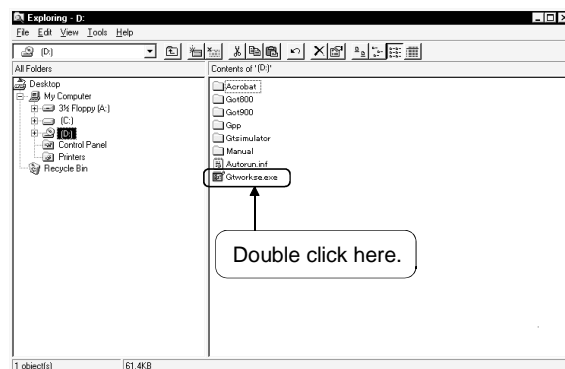 Exploring - D:
File Edit View Tools Help
(D:)
All Folders
Contents of '(D:)'
Desktop
My Computer
3½ Floppy (A:)
(C:)
(D:)
Control Panel
Printers
Recycle Bin
Acrobat
Got800
Got900
Gpp
Gtsimulator
Manual
Autorun.inf
Gtworkse.exe
Double click here.
1 object(s)
61.4KB